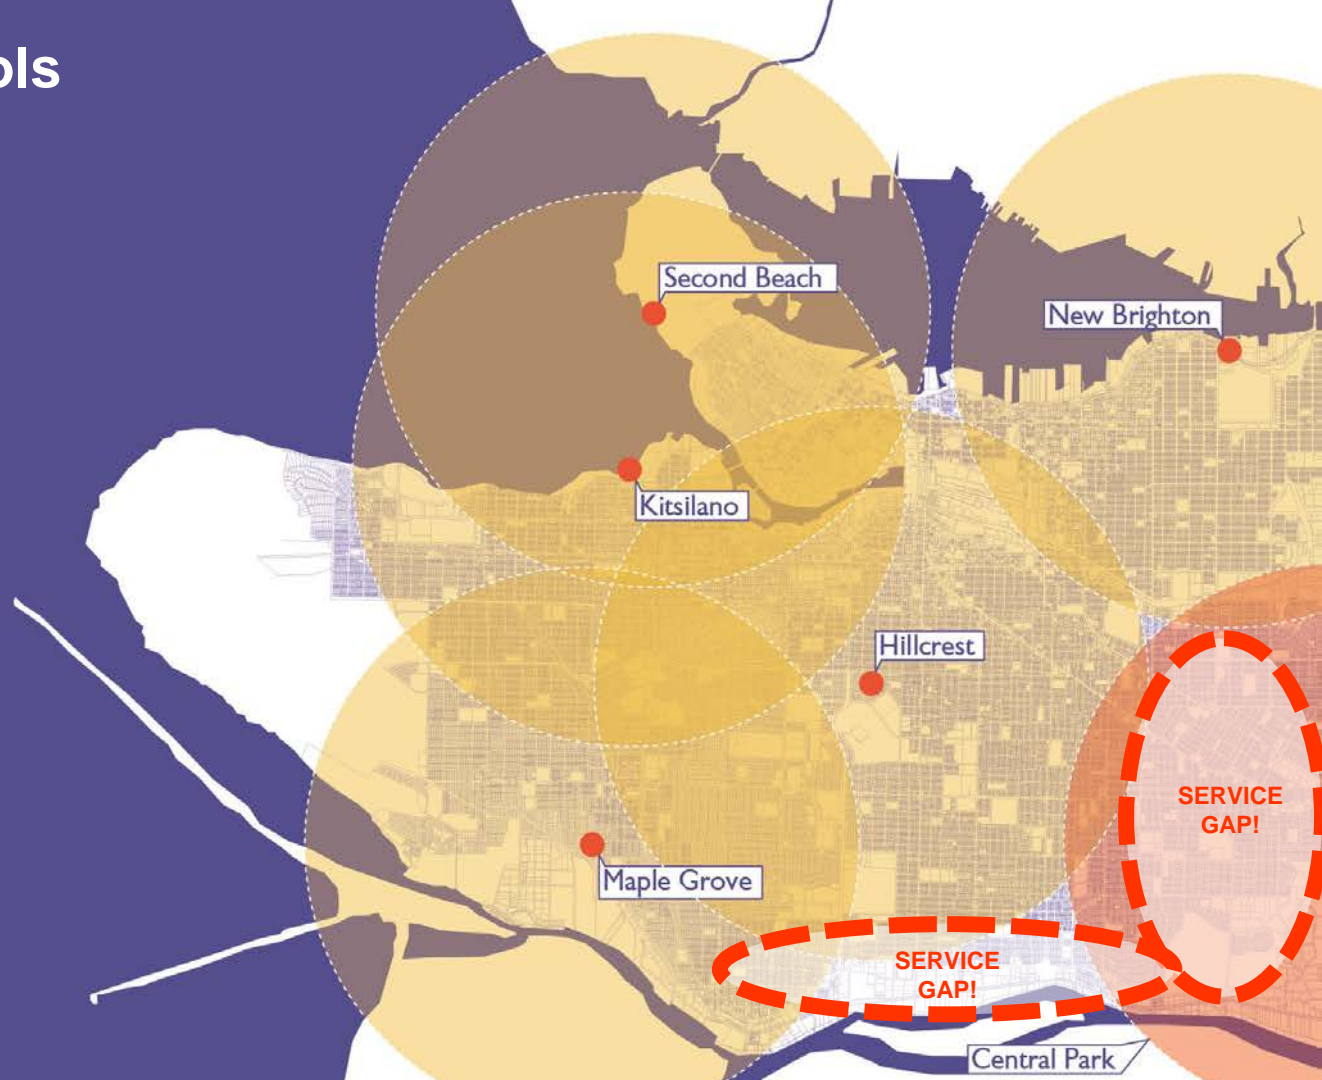 ols
Second Beach
New Brighton
Kitsilano
Hillcrest
SERVICE
GAP!
Maple Grove
SERVICE
GAP!
Central Park